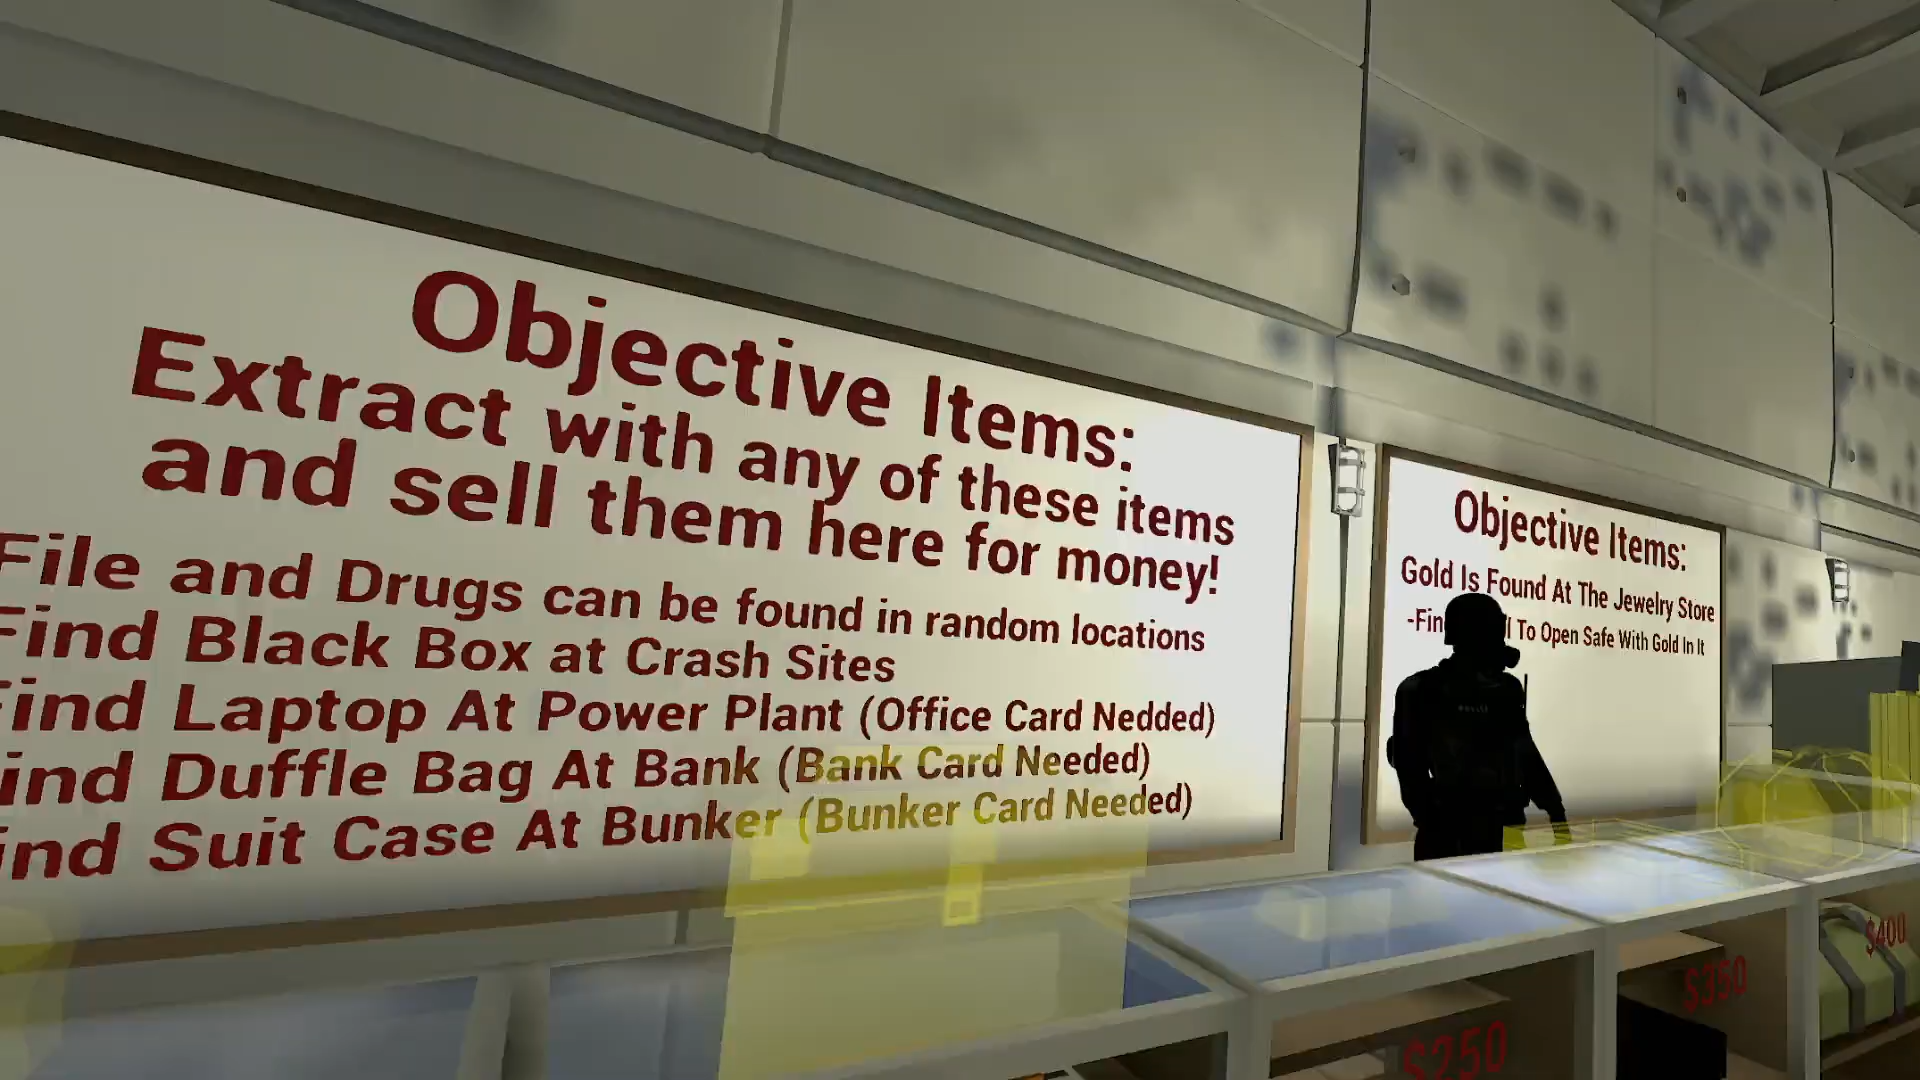 Objective Items:
Extract with any of these items
and sell them here for money!
File and Drugs can be found in random locations
Find Black Box at Crash Sites
Find Laptop At Power Plant (Office Card Nedded)
Find Duffle Bag At Bank (Bank Card Needed)
Find Suit Case At Bunker (Bunker Card Needed)
Objective Items:
Gold Is Found At The Jewelry Store
To Open Safe With Gold In It
$400
$350
$250